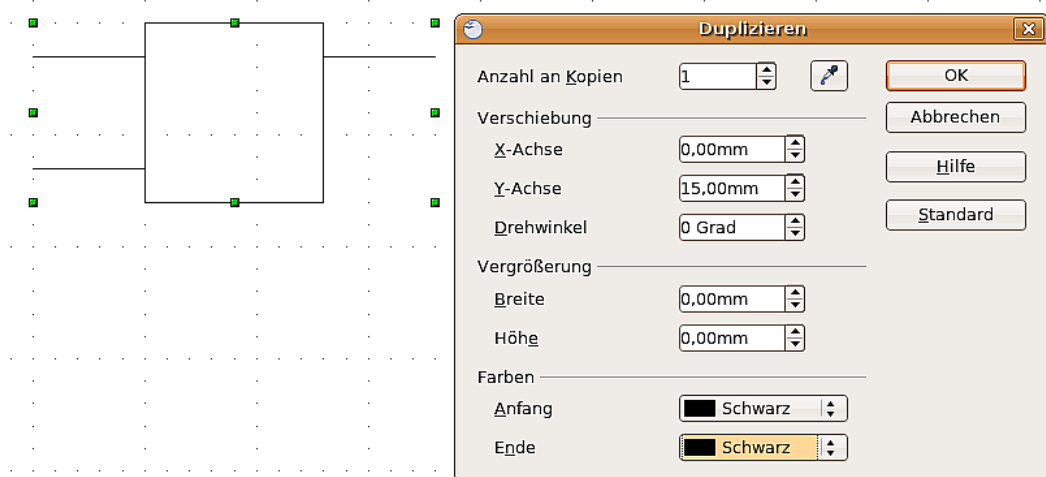 Duplizieren
Anzahl an Kopien 1
OK
Verschiebung
Abbrechen
X-Achse 0,00mm
Hilfe
Y-Achse 15,00mm
Standard
Drehwinkel 0 Grad
Vergrößerung
Breite 0,00mm
Höhe 0,00mm
Farben
Anfang Schwarz
Ende Schwarz